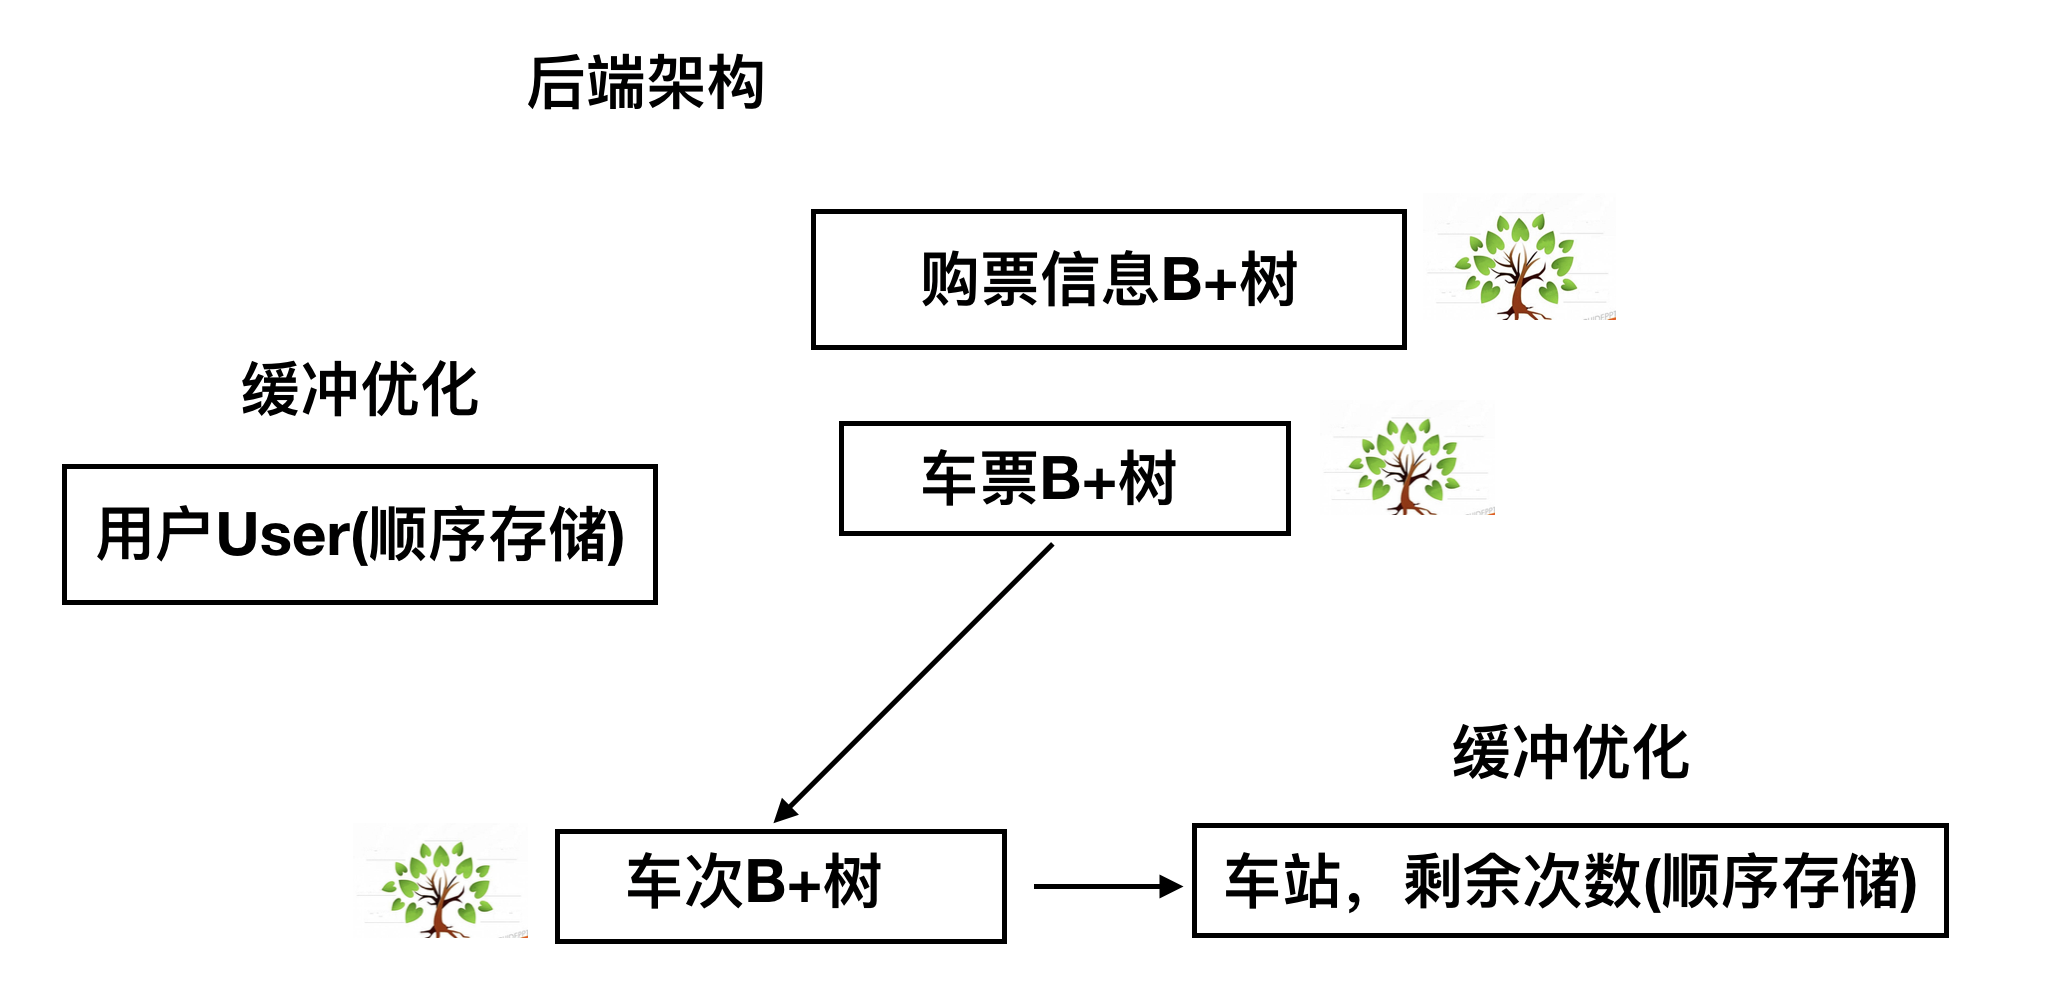 后端架构
购票信息B+树
缓冲优化
车票B+树
用户User(顺序存储)
缓冲优化
车次B+树
车站，剩余次数(顺序存储)